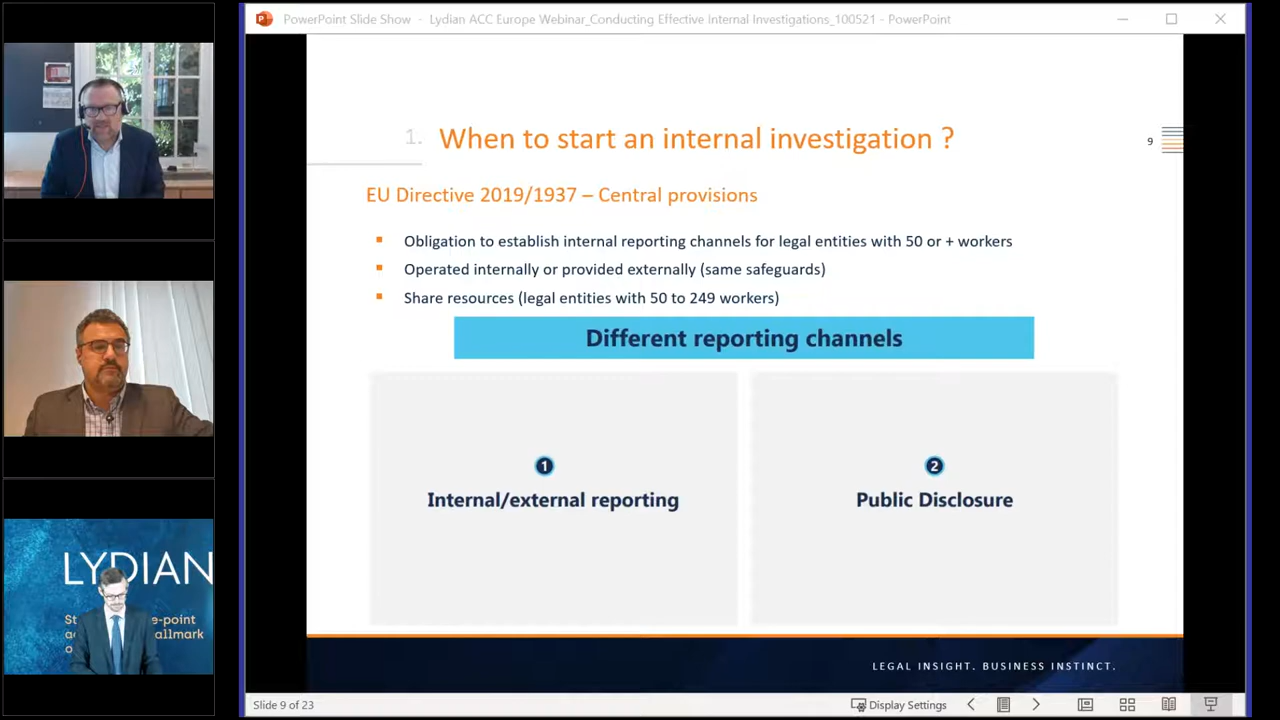 PowerPoint Slide Show - Lydian ACC Europe Webinar_Conducting Effective Internal Investigations_100521 - PowerPoint
1. When to start an internal investigation ?
9
EU Directive 2019/1937 – Central provisions
Obligation to establish internal reporting channels for legal entities with 50 or + workers
Operated internally or provided externally (same safeguards)
Share resources (legal entities with 50 to 249 workers)
Different reporting channels
1
Internal/external reporting
2
Public Disclosure
LEGAL INSIGHT. BUSINESS INSTINCT.
Slide 9 of 23
Display Settings
LYDIAN
e-point
allmark